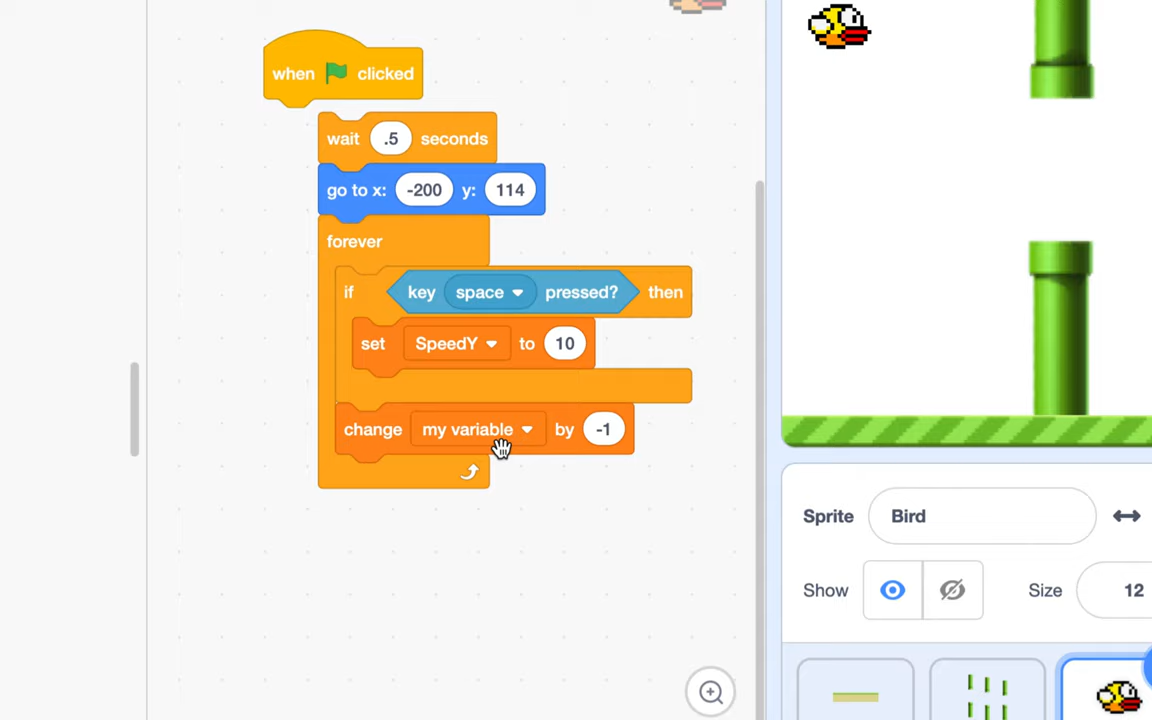 when clicked
wait .5 seconds
go to x: -200 y: 114
forever
if key space pressed? then
set SpeedY to 10
change my variable by -1
Sprite Bird
Show Size 12